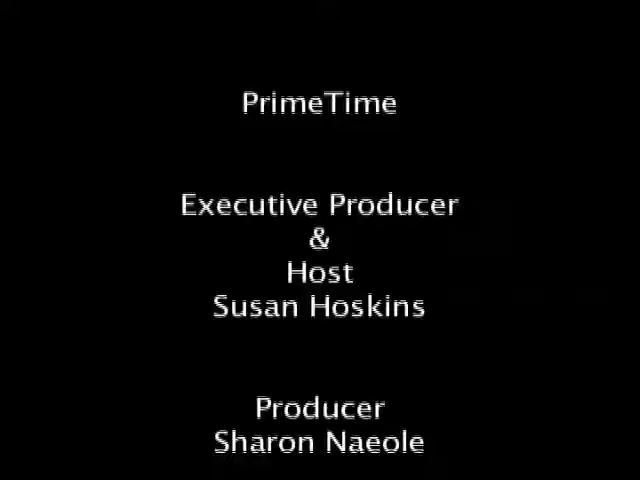 PrimeTime
Executive Producer
&
Host
Susan Hoskins
Producer
Sharon Naeole